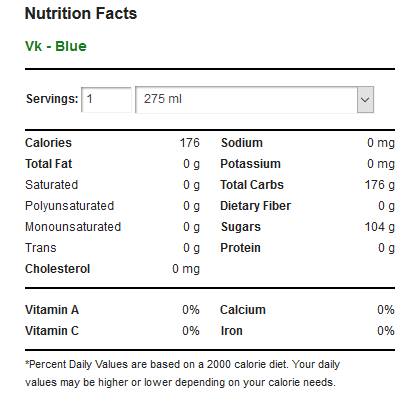 Nutrition Facts
Vk - Blue
Servings: 1 275 ml
Calories 176 Sodium 0 mg
Total Fat 0 g Potassium 0 mg
Saturated 0 g Total Carbs 176 g
Polyunsaturated 0 g Dietary Fiber 0 g
Monounsaturated 0 g Sugars 104 g
Trans 0 g Protein 0 g
Cholesterol 0 mg
Vitamin A 0% Calcium 0%
Vitamin C 0% Iron 0%
*Percent Daily Values are based on a 2000 calorie diet. Your daily
values may be higher or lower depending on your calorie needs.